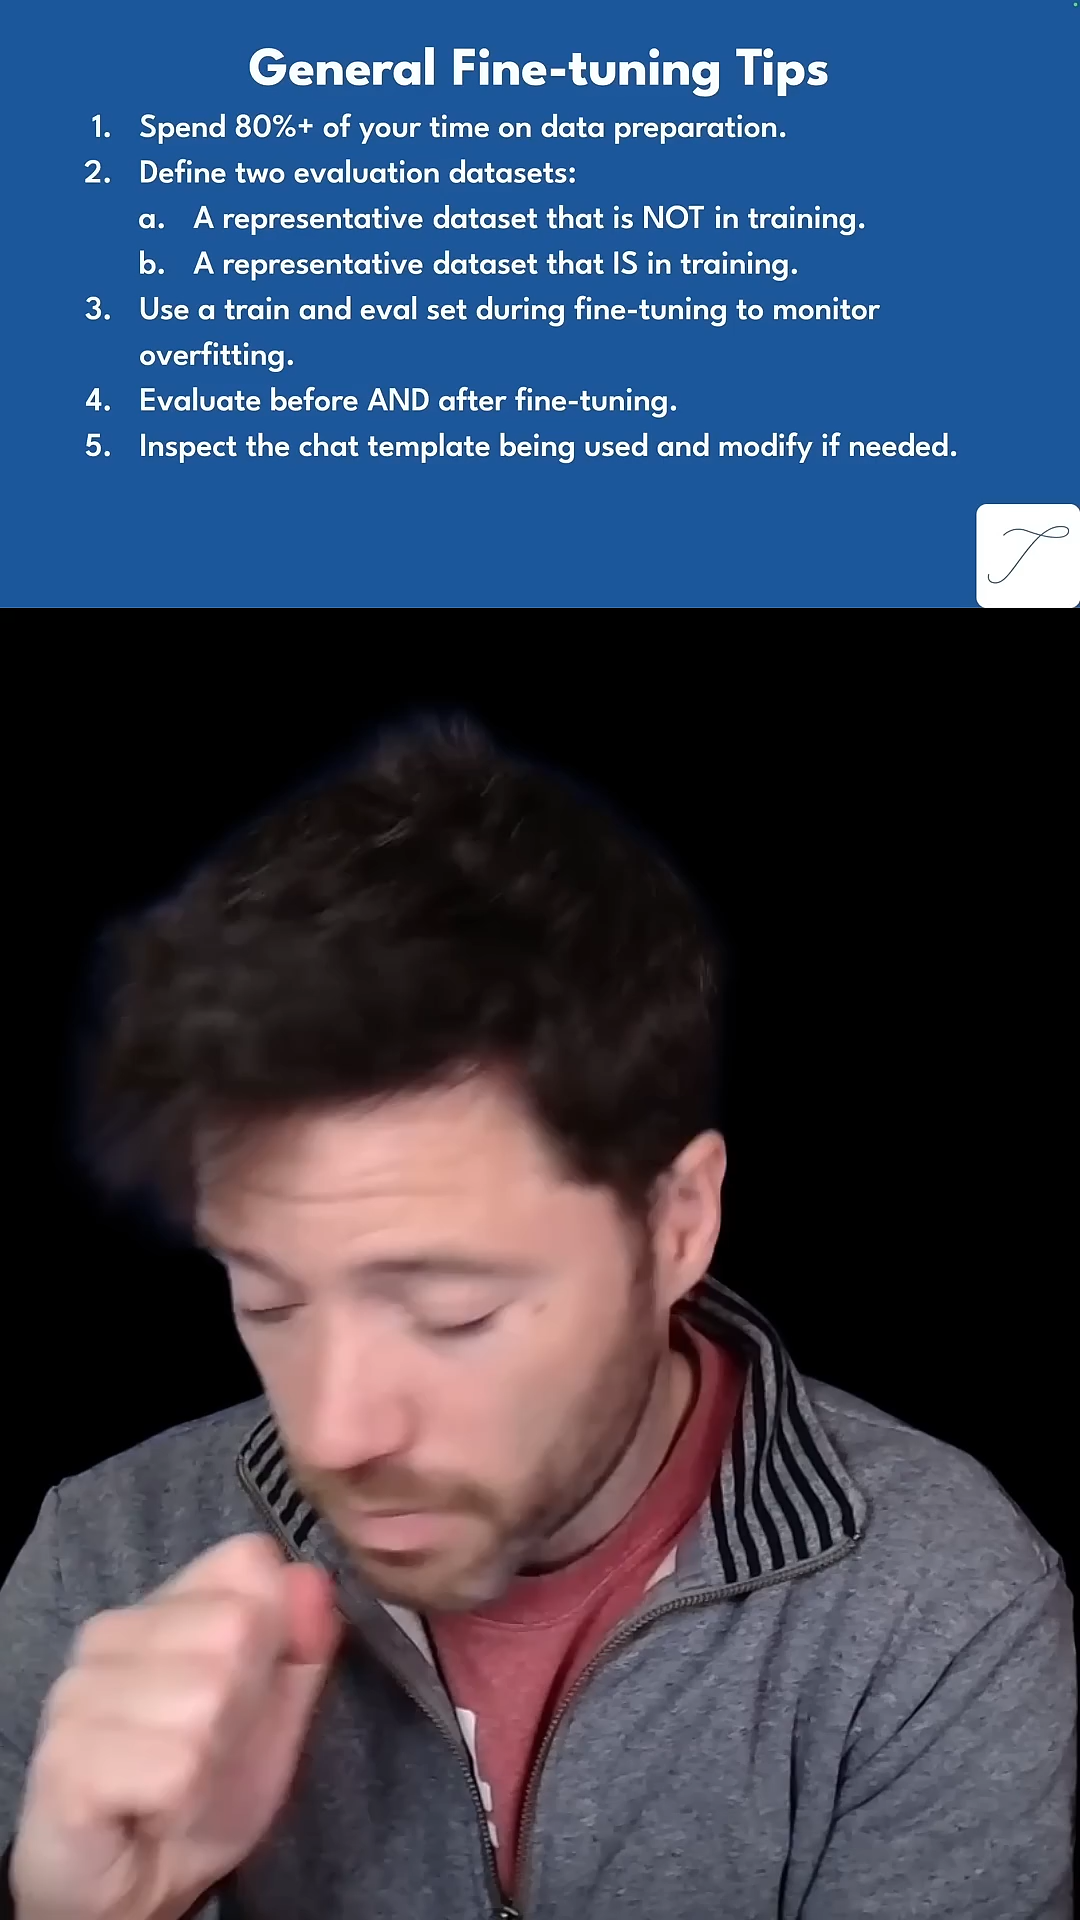 General Fine-tuning Tips
1. Spend 80%+ of your time on data preparation.
2. Define two evaluation datasets:
a. A representative dataset that is NOT in training.
b. A representative dataset that IS in training.
3. Use a train and eval set during fine-tuning to monitor
overfitting.
4. Evaluate before AND after fine-tuning.
5. Inspect the chat template being used and modify if needed.
T